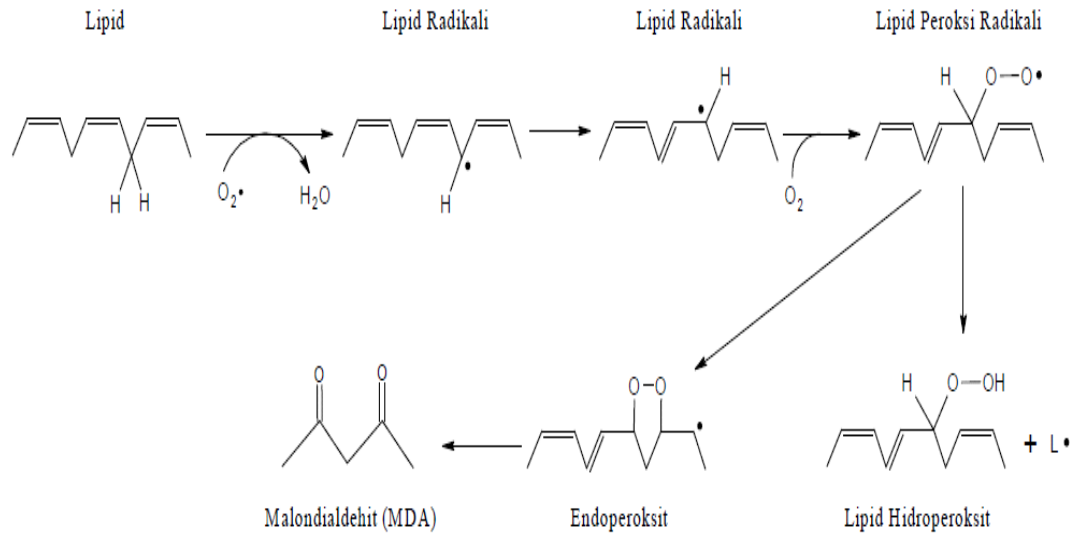 Lipid
Lipid Radikali
Lipid Radikali
Lipid Peroksi Radikali
H
O–O•
H
H H
O₂•
H₂O
H
O₂
O O
O–O
H
O–OH
+ L•
Malondialdehit (MDA)
Endoperoksit
Lipid Hidroperoksit